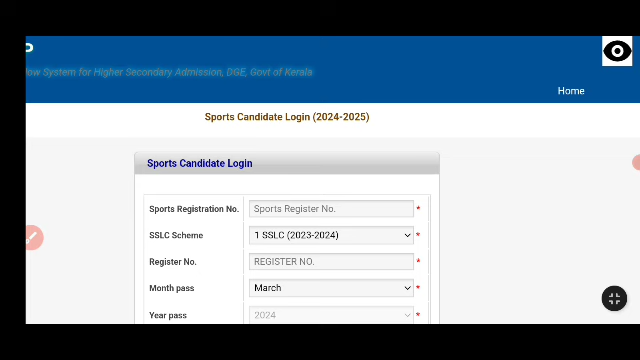 low System for Higher Secondary Admission, DGE, Govt of Kerala
Home
Sports Candidate Login (2024-2025)
Sports Candidate Login
Sports Registration No. Sports Register No. *
SSLC Scheme 1 SSLC (2023-2024) *
Register No. REGISTER NO. *
Month pass March *
Year pass 2024 *